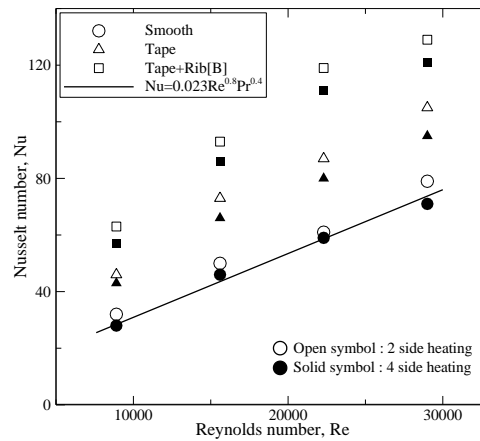 Smooth
Tape
Tape+Rib[B]
Nu=0.023Re^0.8Pr^0.4
120
80
40
0
Nusselt number, Nu
Open symbol : 2 side heating
Solid symbol : 4 side heating
10000 20000 30000
Reynolds number, Re